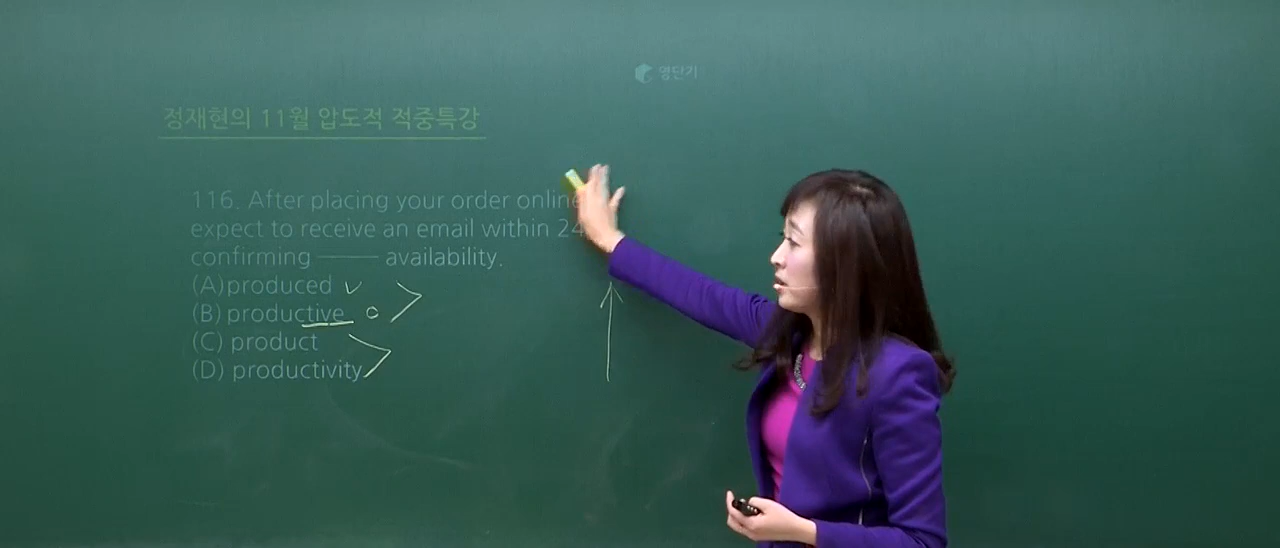 영단기
정재현의 11월 압도적 적중특강
116. After placing your order online
expect to receive an email within 24
confirming ——— availability.
(A)produced v
(B) productive o
(C) product
(D) productivity